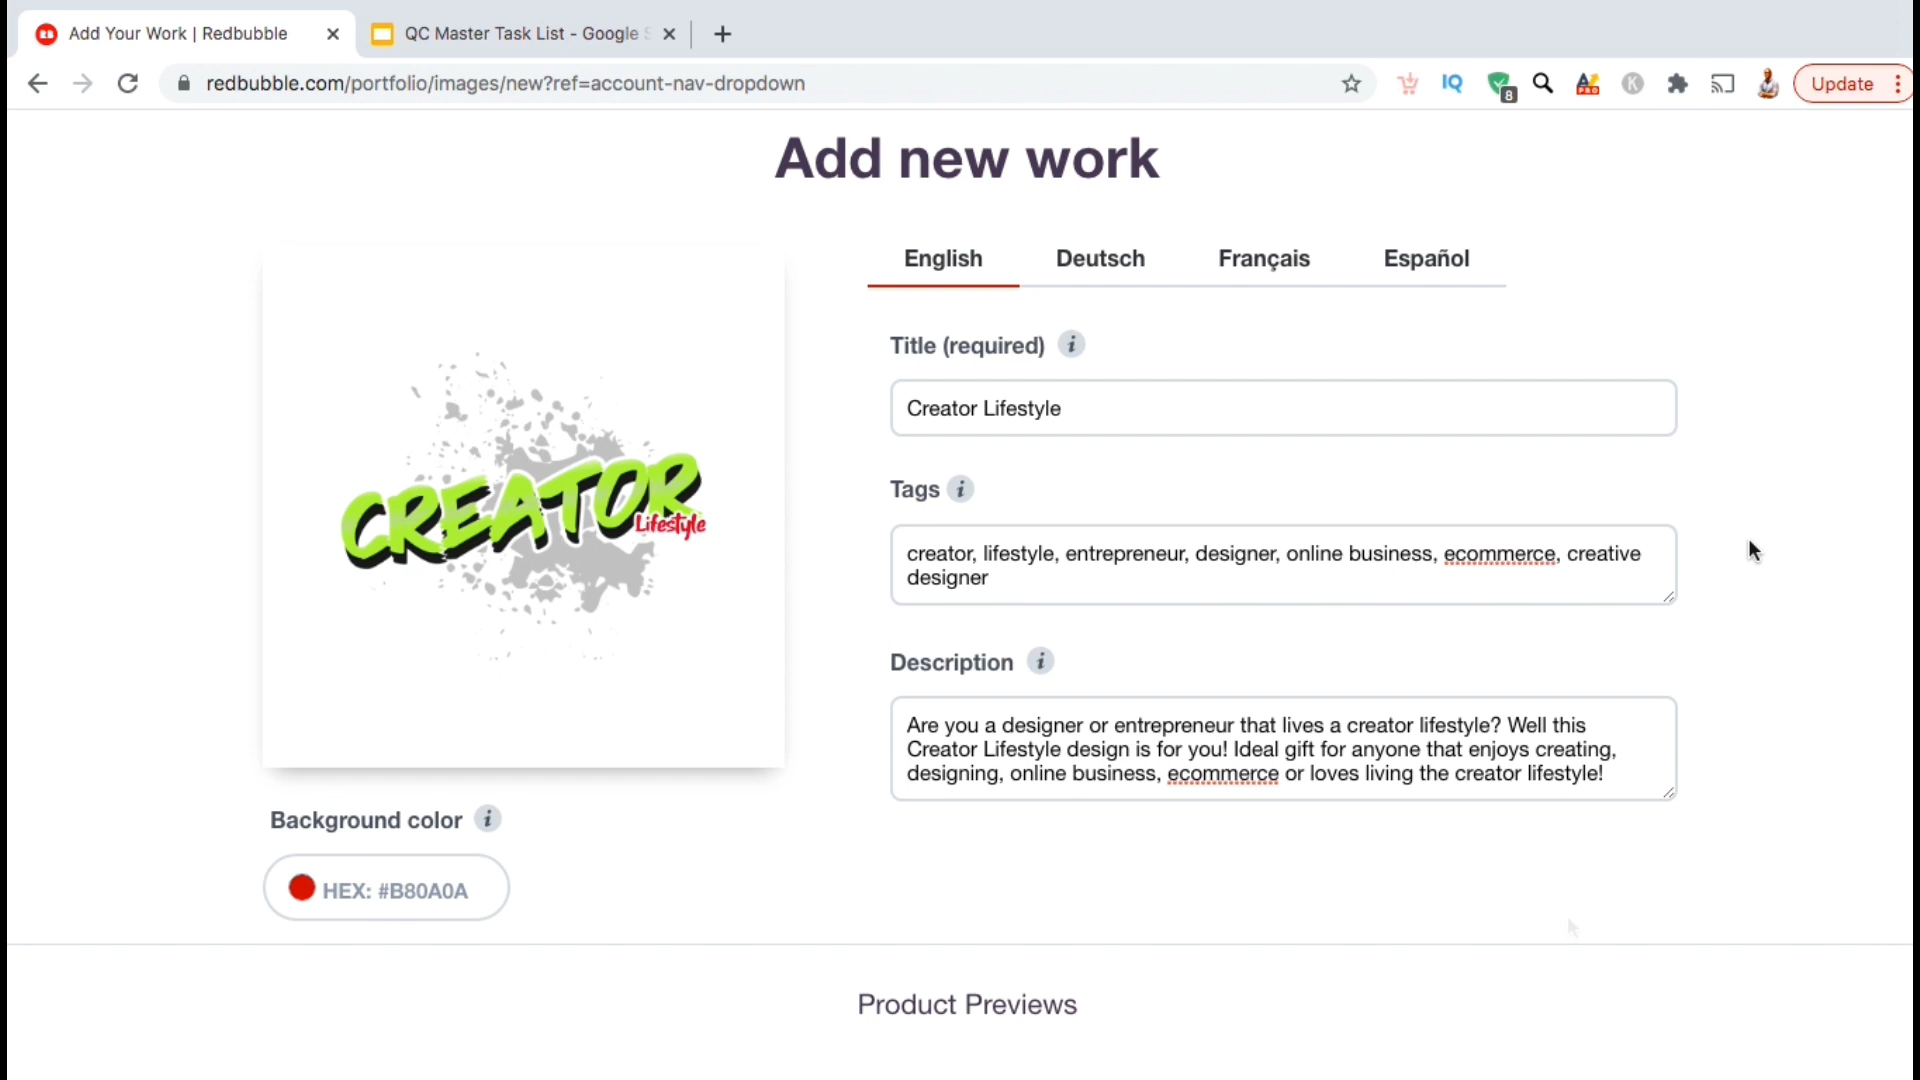 Add Your Work | Redbubble
QC Master Task List - Google S
redbubble.com/portfolio/images/new?ref=account-nav-dropdown
IQ
8
PRO
K
Update
Add new work
English Deutsch Français Español
Title (required) i
Creator Lifestyle
Tags i
creator, lifestyle, entrepreneur, designer, online business, ecommerce, creative
designer
Description i
Are you a designer or entrepreneur that lives a creator lifestyle? Well this
Creator Lifestyle design is for you! Ideal gift for anyone that enjoys creating,
designing, online business, ecommerce or loves living the creator lifestyle!
CREATOR
Lifestyle
Background color i
HEX: #B80A0A
Product Previews